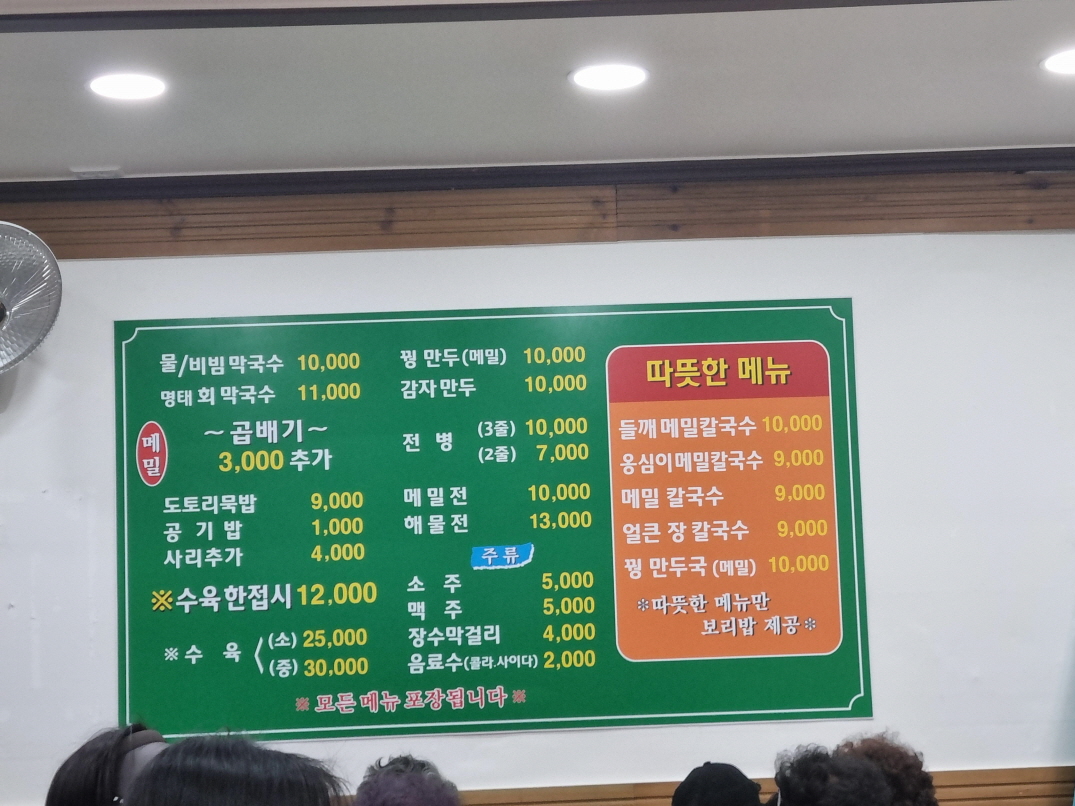 물/비빔막국수 10,000
명태 회 막국수 11,000
메밀
~곱배기~
3,000 추가
도토리묵밥 9,000
공 기 밥 1,000
사리추가 4,000
※수육한접시 12,000
※수 육 (소) 25,000
(중) 30,000
꿩 만두(메밀) 10,000
감자만두 10,000
전 병 (3줄) 10,000
(2줄) 7,000
메밀전 10,000
해물전 13,000
주류
소 주 5,000
맥 주 5,000
장수막걸리 4,000
음료수(콜라.사이다) 2,000
※ 모든 메뉴 포장됩니다 ※
따뜻한 메뉴
들깨메밀칼국수 10,000
옹심이메밀칼국수 9,000
메밀 칼국수 9,000
얼큰 장 칼국수 9,000
꿩 만두국 (메밀) 10,000
*따뜻한 메뉴만
보리밥 제공*